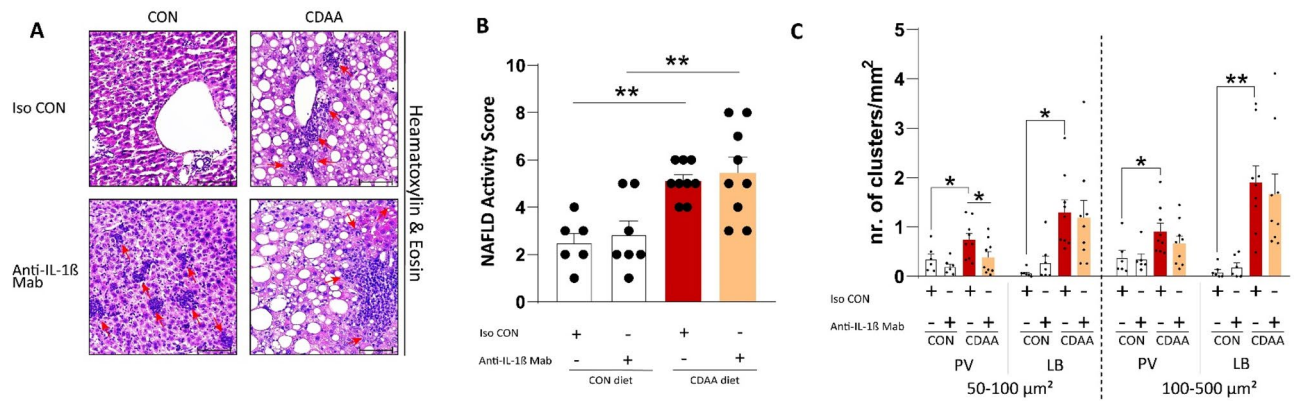 A
CON
CDAA
Iso CON
Anti-IL-1ß
Mab
Heamatoxylin & Eosin
B
NAFLD Activity Score
10
8
6
4
2
0
**
**
Iso CON + - + -
Anti-IL-1ß Mab - + - +
CON diet CDAA diet
C
nr. of clusters/mm²
5
4
3
2
1
0
*
*
*
*
**
Iso CON + - + - + - + - + - + - + - + -
Anti-IL-1ß Mab - + - + - + - + - + - + - + - +
CON CDAA CON CDAA CON CDAA CON CDAA
PV LB PV LB
50-100 µm² 100-500 µm²